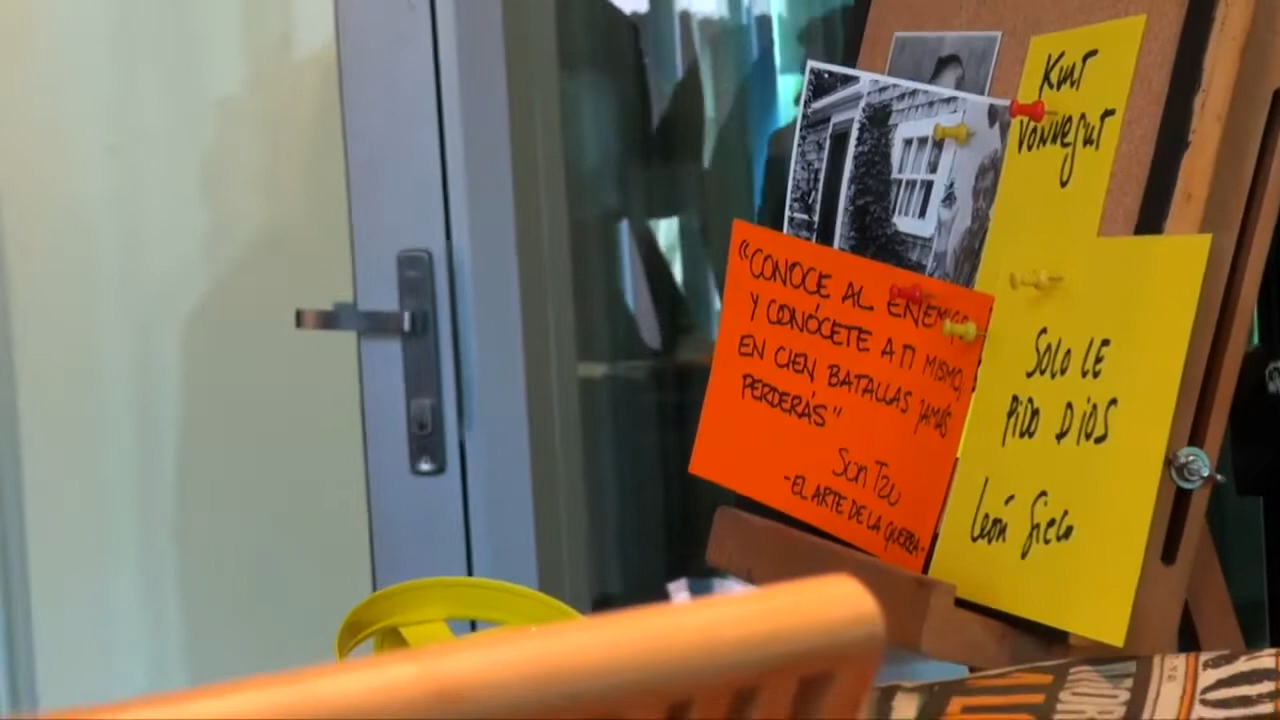 Kurt
Vonnegut
"CONOCE AL ENEMIGO
Y CONÓCETE A TI MISMO,
EN CIEN BATALLAS JAMÁS
PERDERÁS"
Sun Tzu
-EL ARTE DE LA GUERRA-
SOLO LE
PIDO A DIOS
León Gieco